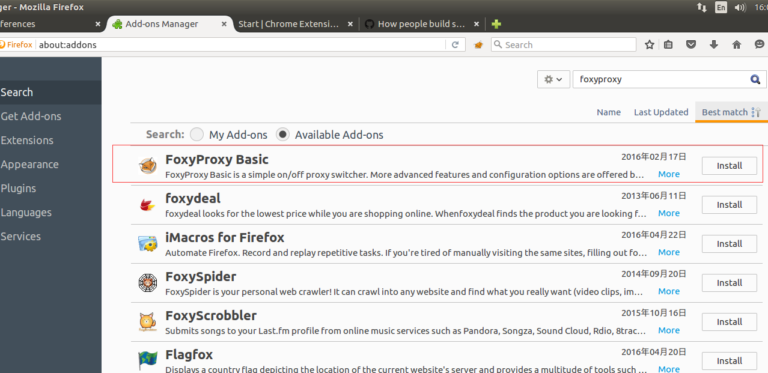 ger - Mozilla Firefox
En
16:0
ferences
Add-ons Manager
Start | Chrome Extensi...
How people build s...
Firefox
about:addons
Search
Search
Get Add-ons
Extensions
Appearance
Plugins
Languages
Services
foxyproxy
Name
Last Updated
Best match
Search:
My Add-ons
Available Add-ons
FoxyProxy Basic
2016年02月17日
FoxyProxy Basic is a simple on/off proxy switcher. More advanced features and configuration options are offered b...
More
Install
foxydeal
2013年06月11日
foxydeal looks for the lowest price while you are shopping online. Whenfoxydeal finds the product you are looking f...
More
Install
iMacros for Firefox
2016年04月22日
Automate Firefox. Record and replay repetitive tasks. If you're tired of manually visiting the same sites, filling out fo...
More
Install
FoxySpider
2014年09月20日
FoxySpider is your personal web crawler! It can crawl into any website and find what you really want (video clips, im...
More
Install
FoxyScrobbler
2015年10月16日
Submits songs to your Last.fm profile from online music services such as Pandora, Songza, Sound Cloud, Rdio, 8trac...
More
Install
Flagfox
2016年04月20日
Displays a country flag depicting the location of the current website's server and provides a multitude of tools such ...
More
Install